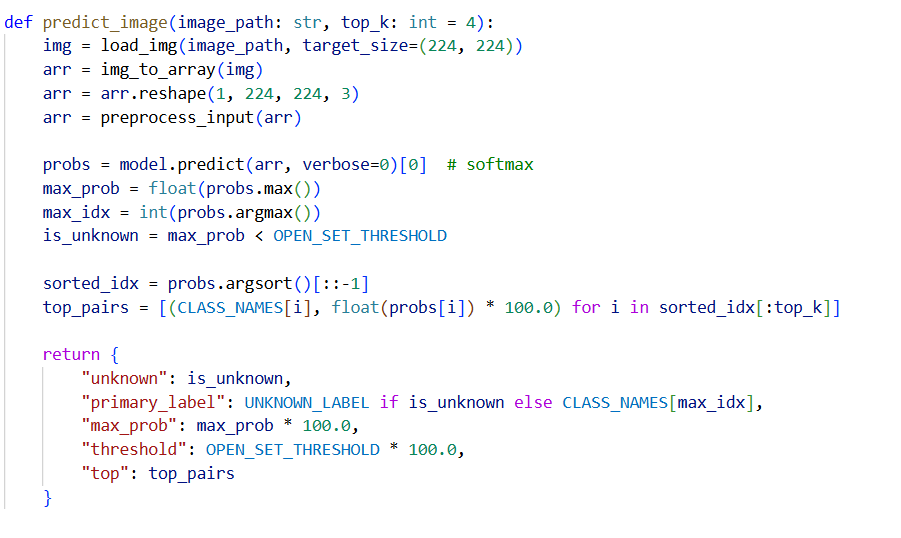 def predict_image(image_path: str, top_k: int = 4):
    img = load_img(image_path, target_size=(224, 224))
    arr = img_to_array(img)
    arr = arr.reshape(1, 224, 224, 3)
    arr = preprocess_input(arr)

    probs = model.predict(arr, verbose=0)[0]  # softmax
    max_prob = float(probs.max())
    max_idx = int(probs.argmax())
    is_unknown = max_prob < OPEN_SET_THRESHOLD

    sorted_idx = probs.argsort()[::-1]
    top_pairs = [(CLASS_NAMES[i], float(probs[i]) * 100.0) for i in sorted_idx[:top_k]]

    return {
        "unknown": is_unknown,
        "primary_label": UNKNOWN_LABEL if is_unknown else CLASS_NAMES[max_idx],
        "max_prob": max_prob * 100.0,
        "threshold": OPEN_SET_THRESHOLD * 100.0,
        "top": top_pairs
    }